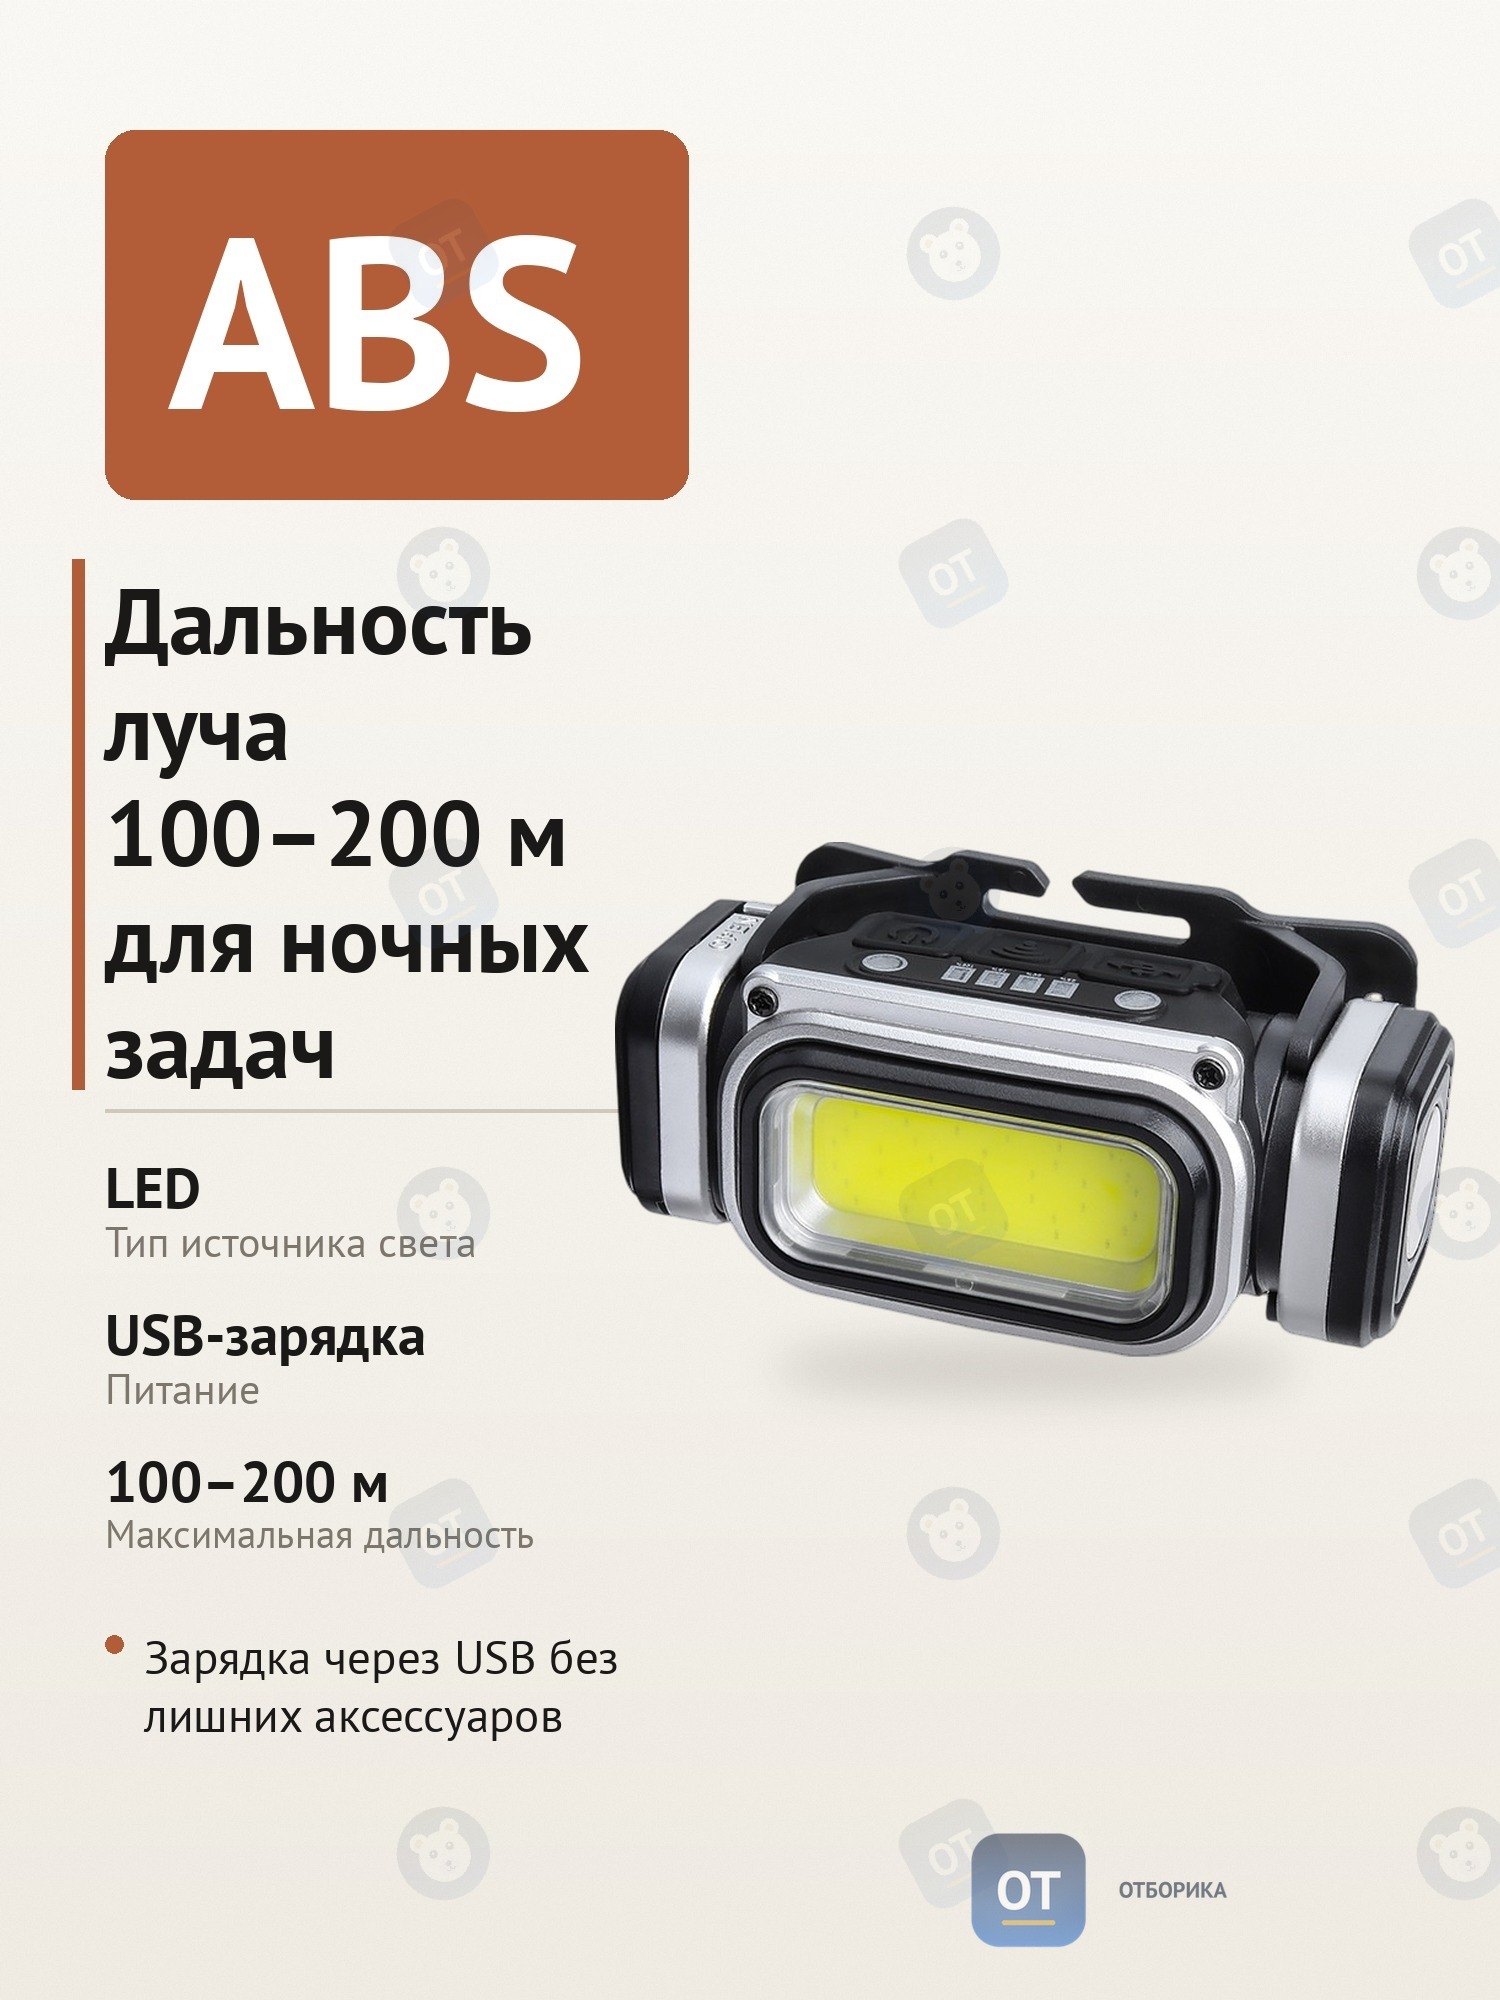 ABS
Дальность
луча
100–200 м
для ночных
задач
LED
Тип источника света
USB-зарядка
Питание
100–200 м
Максимальная дальность
Зарядка через USB без
лишних аксессуаров
ОТ
ОТБОРИКА